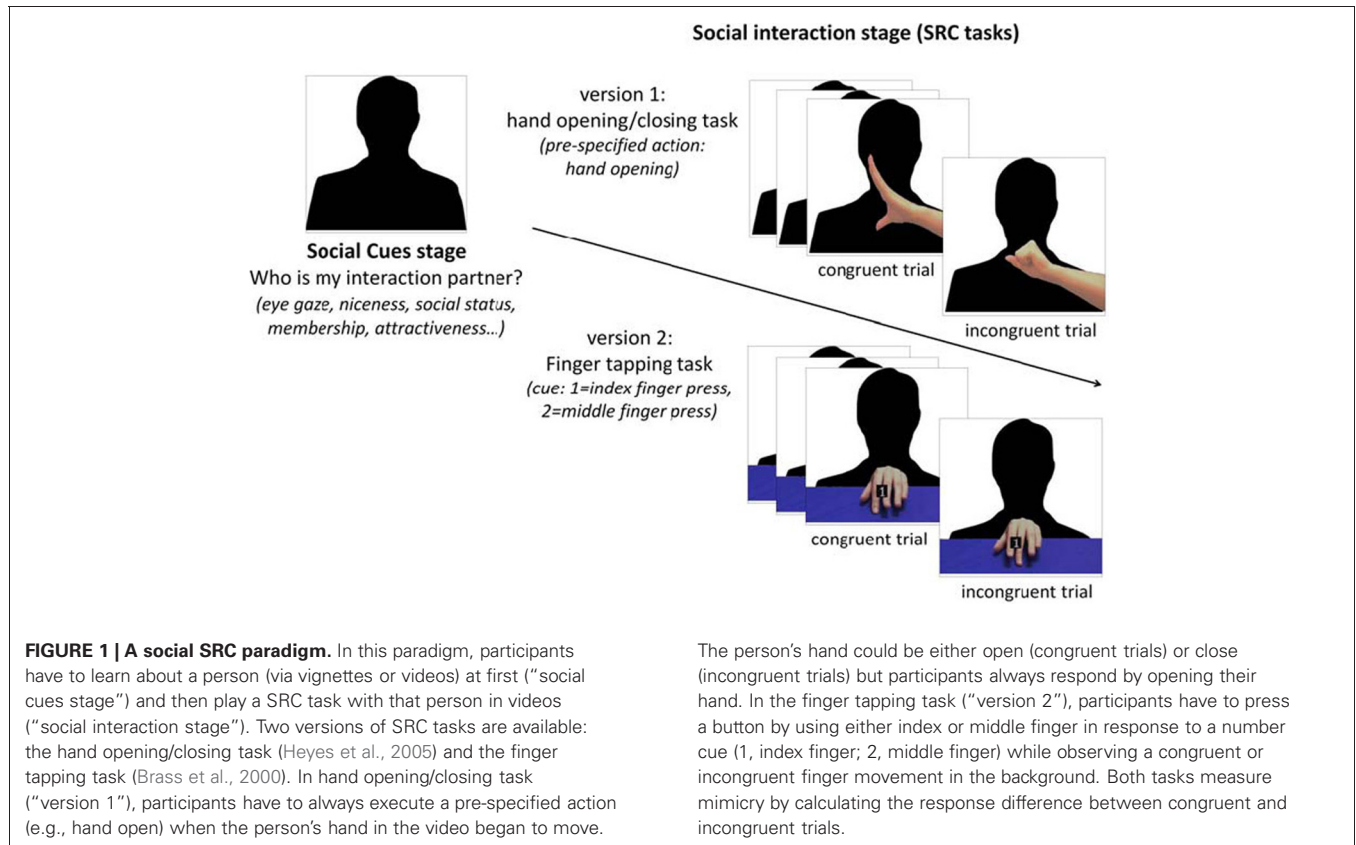 Social interaction stage (SRC tasks)
version 1:
hand opening/closing task
(pre-specified action:
hand opening)
congruent trial
incongruent trial
Social Cues stage
Who is my interaction partner?
(eye gaze, niceness, social status,
membership, attractiveness...)
version 2:
Finger tapping task
(cue: 1=index finger press,
2=middle finger press)
1
congruent trial
1
incongruent trial
FIGURE 1 | A social SRC paradigm. In this paradigm, participants
have to learn about a person (via vignettes or videos) at first (“social
cues stage”) and then play a SRC task with that person in videos
(“social interaction stage”). Two versions of SRC tasks are available:
the hand opening/closing task (Heyes et al., 2005) and the finger
tapping task (Brass et al., 2000). In hand opening/closing task
(“version 1”), participants have to always execute a pre-specified action
(e.g., hand open) when the person’s hand in the video began to move.
The person’s hand could be either open (congruent trials) or close
(incongruent trials) but participants always respond by opening their
hand. In the finger tapping task (“version 2”), participants have to press
a button by using either index or middle finger in response to a number
cue (1, index finger; 2, middle finger) while observing a congruent or
incongruent finger movement in the background. Both tasks measure
mimicry by calculating the response difference between congruent and
incongruent trials.